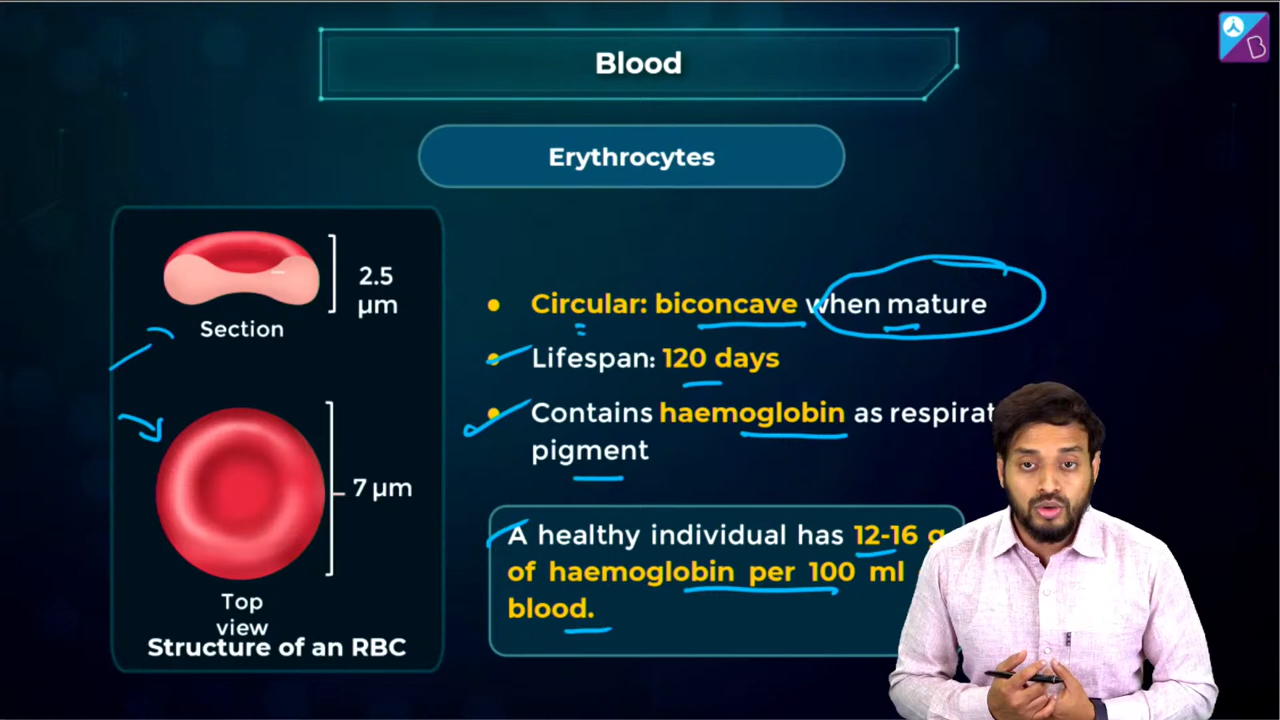 Blood
Erythrocytes
2.5
µm
Section
7 µm
Top
view
Structure of an RBC
Circular: biconcave when mature
Lifespan: 120 days
Contains haemoglobin as
pigment
A healthy individual has 12-16 g
of haemoglobin per 100 ml
blood.
B